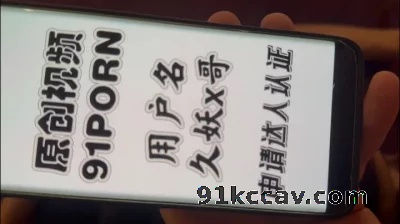 原创视频
91PORN
用户名
久妖x哥
申请达人认证
91kccav.com